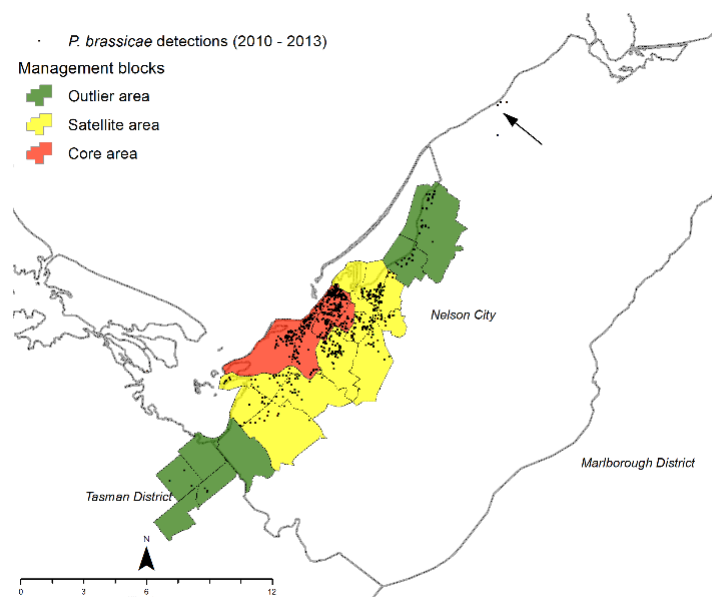 P. brassicae detections (2010 - 2013)
Management blocks
Outlier area
Satellite area
Core area
Nelson City
Marlborough District
Tasman District
N
0 3 6 12